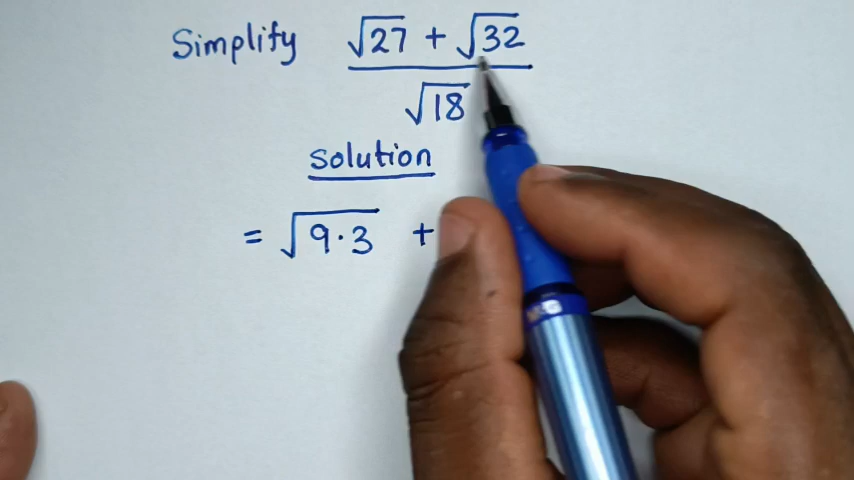 Simplify √27 + √32
√18
solution
= √9·3 +
M&G